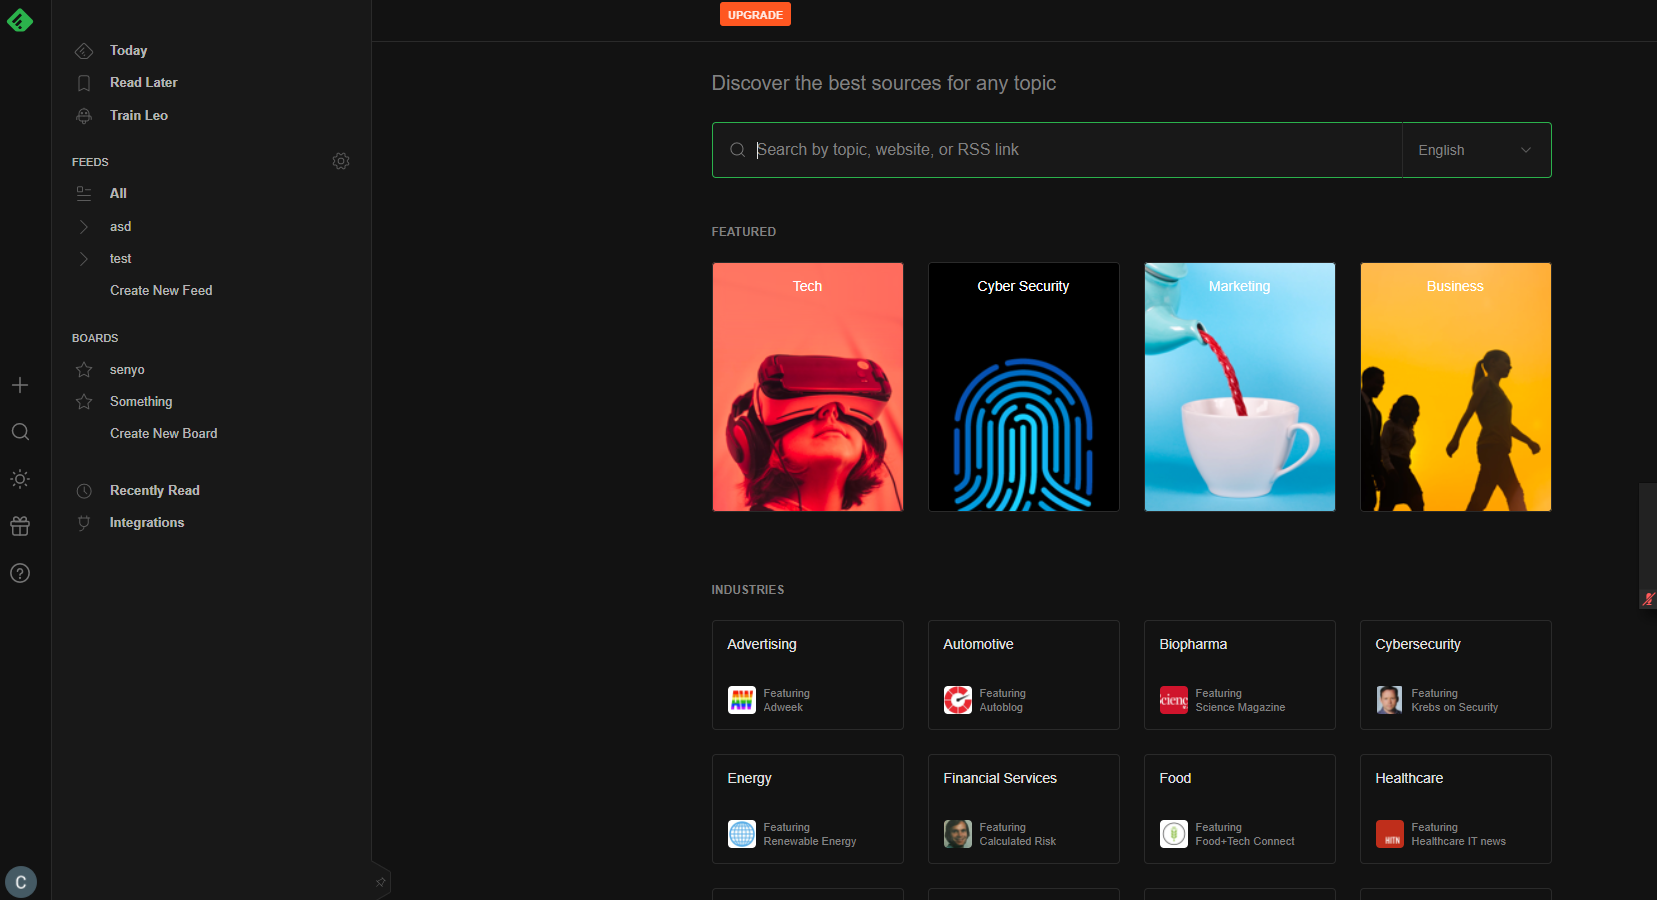 UPGRADE
Today
Read Later
Train Leo
FEEDS
All
asd
test
Create New Feed
BOARDS
senyo
Something
Create New Board
Recently Read
Integrations
C
Discover the best sources for any topic
Search by topic, website, or RSS link
English
FEATURED
Tech
Cyber Security
Marketing
Business
INDUSTRIES
Advertising
AW
Featuring
Adweek
Automotive
Featuring
Autoblog
Biopharma
Scienc
Featuring
Science Magazine
Cybersecurity
Featuring
Krebs on Security
Energy
Featuring
Renewable Energy
Financial Services
Featuring
Calculated Risk
Food
Featuring
Food+Tech Connect
Healthcare
HITN
Featuring
Healthcare IT news